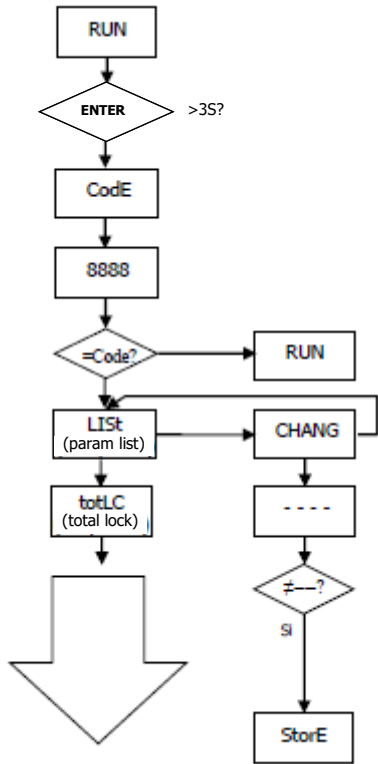 RUN
ENTER
>3S?
CodE
8888
=Code?
RUN
LISt
(param list)
CHANG
totLC
(total lock)
- - - -
≠---?
Si
StorE